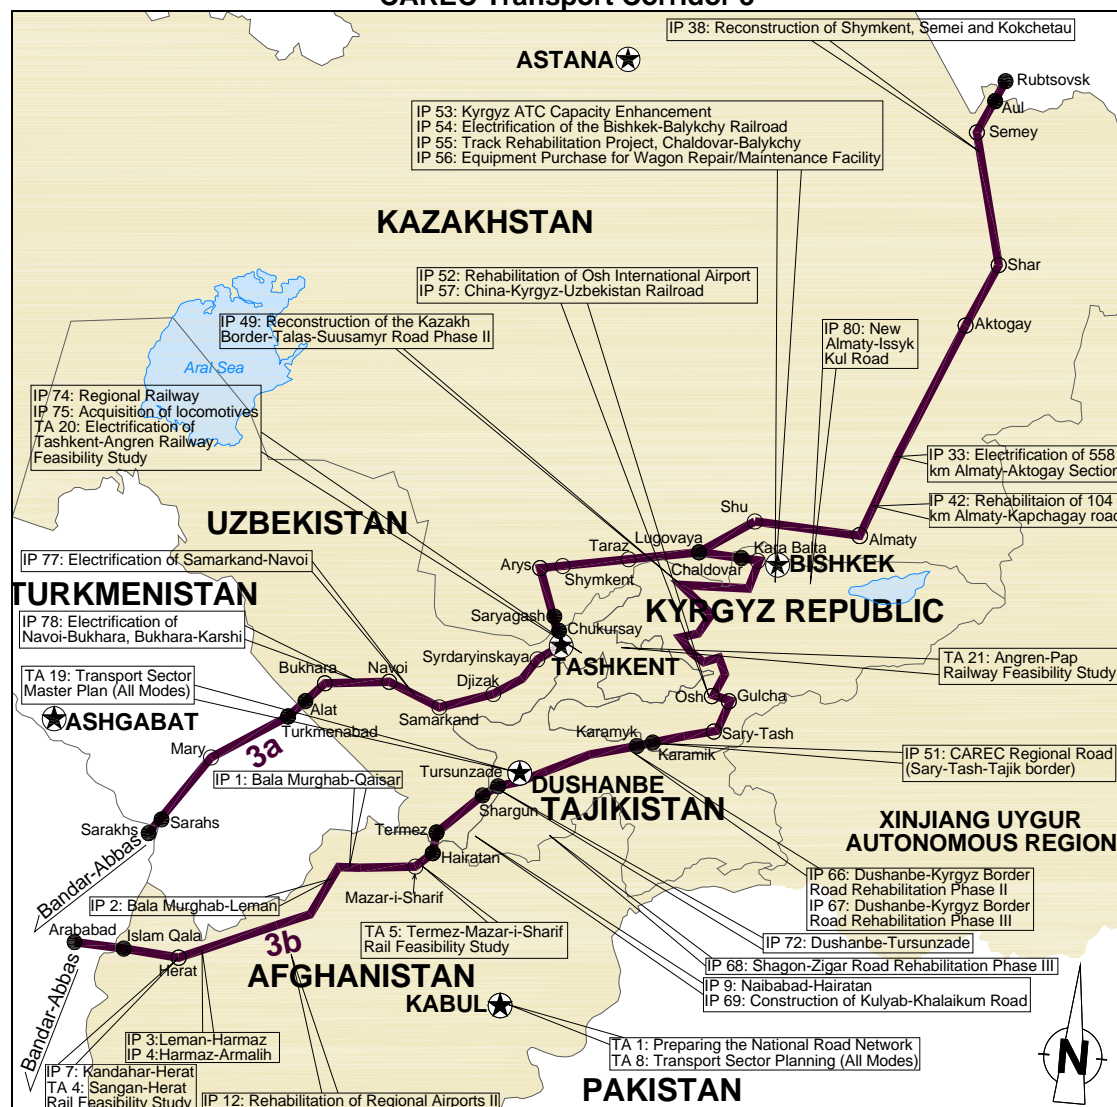 CAREC Transport Corridor 3
IP 38: Reconstruction of Shymkent, Semei and Kokchetau
ASTANA
Rubtsovsk
Aul
Semey
IP 53: Kyrgyz ATC Capacity Enhancement
IP 54: Electrification of the Bishkek-Balykchy Railroad
IP 55: Track Rehabilitation Project, Chaldovar-Balykchy
IP 56: Equipment Purchase for Wagon Repair/Maintenance Facility
KAZAKHSTAN
Shar
IP 52: Rehabilitation of Osh International Airport
IP 57: China-Kyrgyz-Uzbekistan Railroad
Aktogay
IP 49: Reconstruction of the Kazakh
Border-Talas-Suusamyr Road Phase II
IP 80: New
Almaty-Issyk
Kul Road
Aral Sea
IP 74: Regional Railway
IP 75: Acquisition of locomotives
TA 20: Electrification of
Tashkent-Angren Railway
Feasibility Study
IP 33: Electrification of 558
km Almaty-Aktogay Section
IP 42: Rehabilitaion of 104
km Almaty-Kapchagay road
UZBEKISTAN
Shu
Lugovaya
Taraz
Almaty
Kara Balta
Chaldovar
BISHKEK
Arys
Shymkent
IP 77: Electrification of Samarkand-Navoi
TURKMENISTAN
KYRGYZ REPUBLIC
Saryagash
Chukursay
IP 78: Electrification of
Navoi-Bukhara, Bukhara-Karshi
TASHKENT
Syrdaryinskaya
TA 21: Angren-Pap
Railway Feasibility Study
TA 19: Transport Sector
Master Plan (All Modes)
Bukhara
Navoi
Djizak
Osh
Gulcha
Alat
Samarkand
ASHGABAT
Turkmenabad
Sary-Tash
Karamyk
Karamik
Mary
3a
IP 51: CAREC Regional Road
(Sary-Tash-Tajik border)
IP 1: Bala Murghab-Qaisar
Tursunzade
DUSHANBE
TAJIKISTAN
Shargun
XINJIANG UYGUR
AUTONOMOUS REGION
Sarakhs
Sarahs
Termez
Hairatan
Bandar-Abbas
Mazar-i-Sharif
IP 66: Dushanbe-Kyrgyz Border
Road Rehabilitation Phase II
IP 67: Dushanbe-Kyrgyz Border
Road Rehabilitation Phase III
IP 2: Bala Murghab-Leman
Arababad
Islam Qala
Herat
3b
TA 5: Termez-Mazar-i-Sharif
Rail Feasibility Study
IP 72: Dushanbe-Tursunzade
IP 68: Shagon-Zigar Road Rehabilitation Phase III
AFGHANISTAN
IP 9: Naibabad-Hairatan
IP 69: Construction of Kulyab-Khalaikum Road
KABUL
Bandar-Abbas
IP 3:Leman-Harmaz
IP 4:Harmaz-Armalih
TA 1: Preparing the National Road Network
TA 8: Transport Sector Planning (All Modes)
N
IP 7: Kandahar-Herat
TA 4: Sangan-Herat
Rail Feasibility Study
IP 12: Rehabilitation of Regional Airports II
PAKISTAN